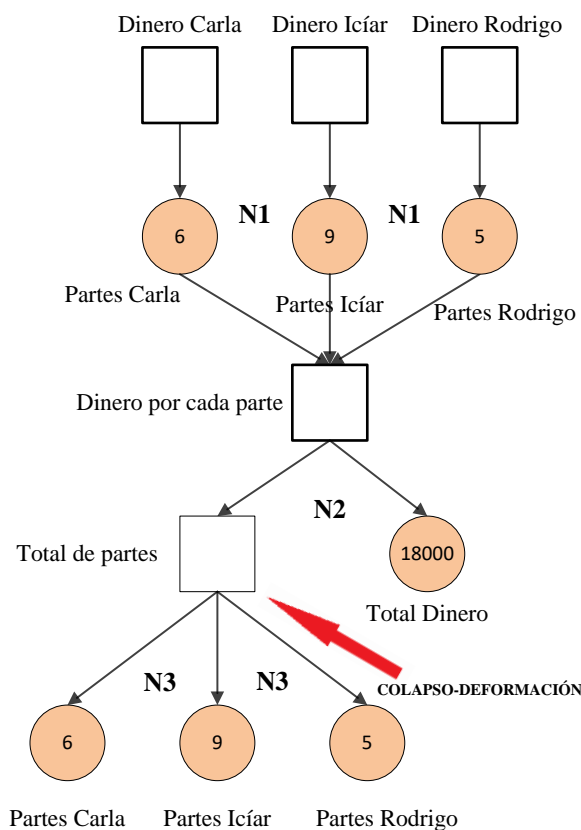 Dinero Carla Dinero Icíar Dinero Rodrigo
N1 N1
6 9 5
Partes Carla Partes Icíar Partes Rodrigo
Dinero por cada parte
N2
Total de partes 18000
Total Dinero
N3 N3 COLAPSO-DEFORMACIÓN
6 9 5
Partes Carla Partes Icíar Partes Rodrigo